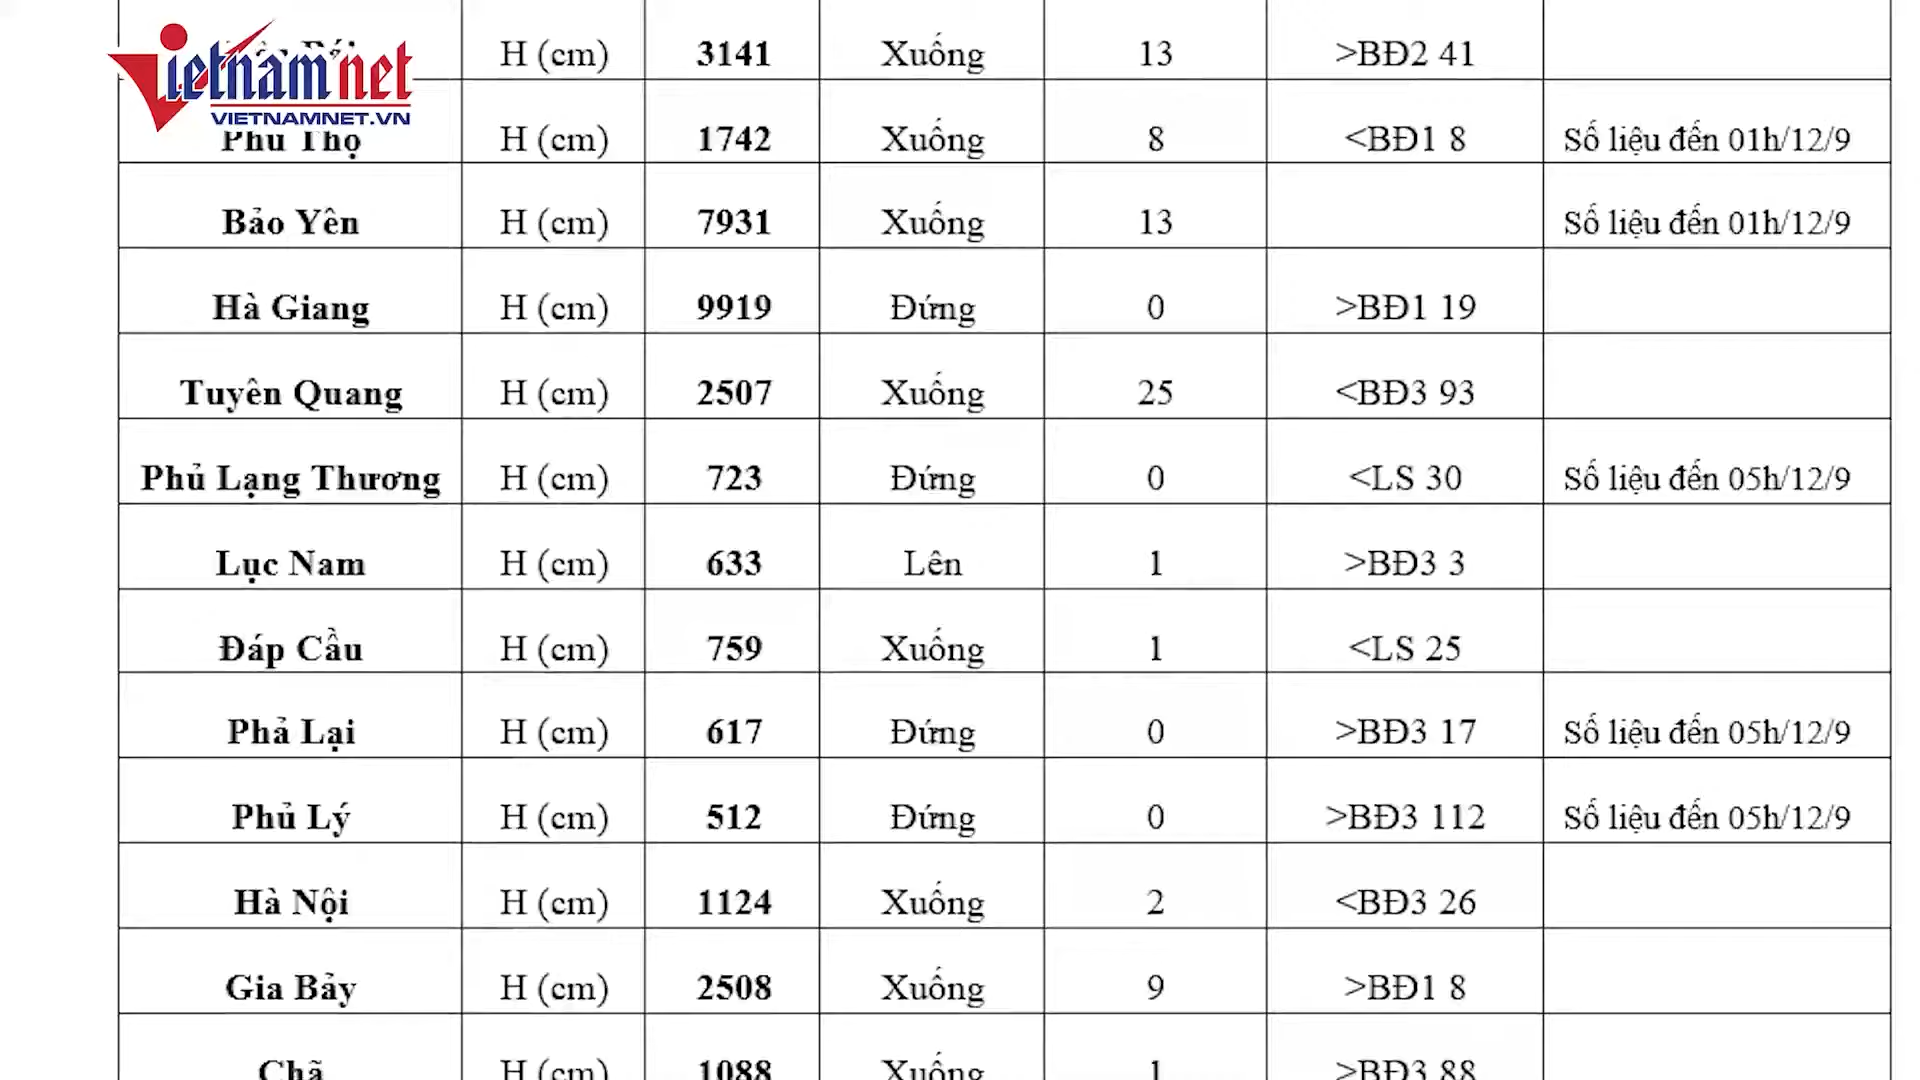 H (cm) 3141 Xuống 13 >BĐ2 41
vietnamnet
VIETNAMNET.VN
Phú Thọ H (cm) 1742 Xuống 8 <BĐ1 8 Số liệu đến 01h/12/9
Bảo Yên H (cm) 7931 Xuống 13 Số liệu đến 01h/12/9
Hà Giang H (cm) 9919 Đứng 0 >BĐ1 19
Tuyên Quang H (cm) 2507 Xuống 25 <BĐ3 93
Phủ Lạng Thương H (cm) 723 Đứng 0 <LS 30 Số liệu đến 05h/12/9
Lục Nam H (cm) 633 Lên 1 >BĐ3 3
Đáp Cầu H (cm) 759 Xuống 1 <LS 25
Phả Lại H (cm) 617 Đứng 0 >BĐ3 17 Số liệu đến 05h/12/9
Phủ Lý H (cm) 512 Đứng 0 >BĐ3 112 Số liệu đến 05h/12/9
Hà Nội H (cm) 1124 Xuống 2 <BĐ3 26
Gia Bảy H (cm) 2508 Xuống 9 >BĐ1 8
Chã H (cm) 1088 Xuống 1 >BĐ3 88